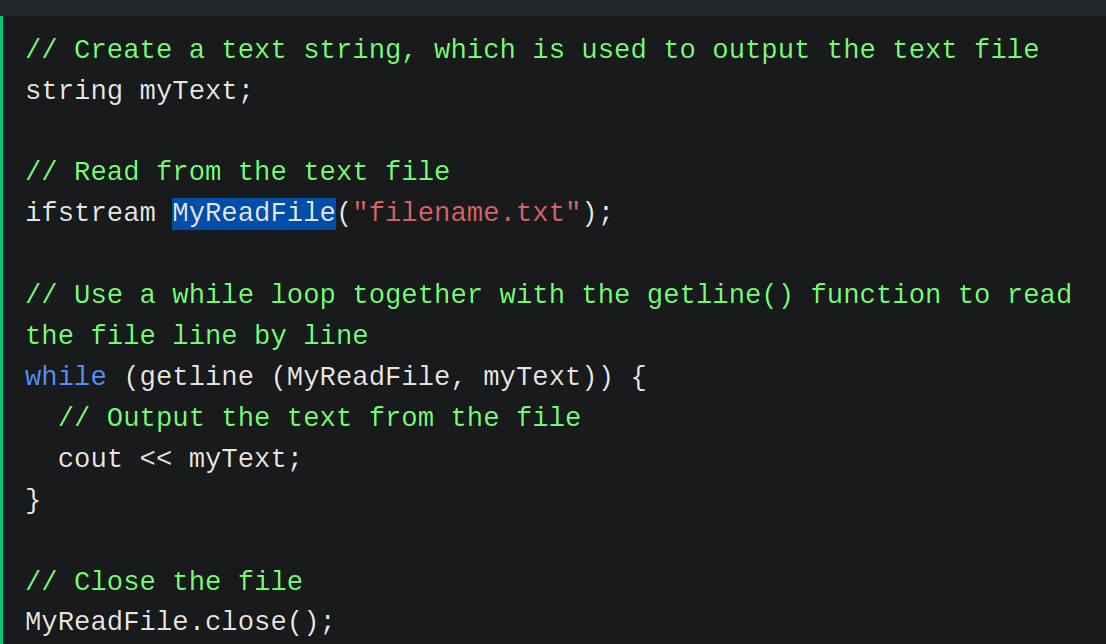 // Create a text string, which is used to output the text file
string myText;
// Read from the text file
ifstream MyReadFile("filename.txt");
// Use a while loop together with the getline() function to read
the file line by line
while (getline (MyReadFile, myText)) {
  // Output the text from the file
  cout << myText;
}
// Close the file
MyReadFile.close();